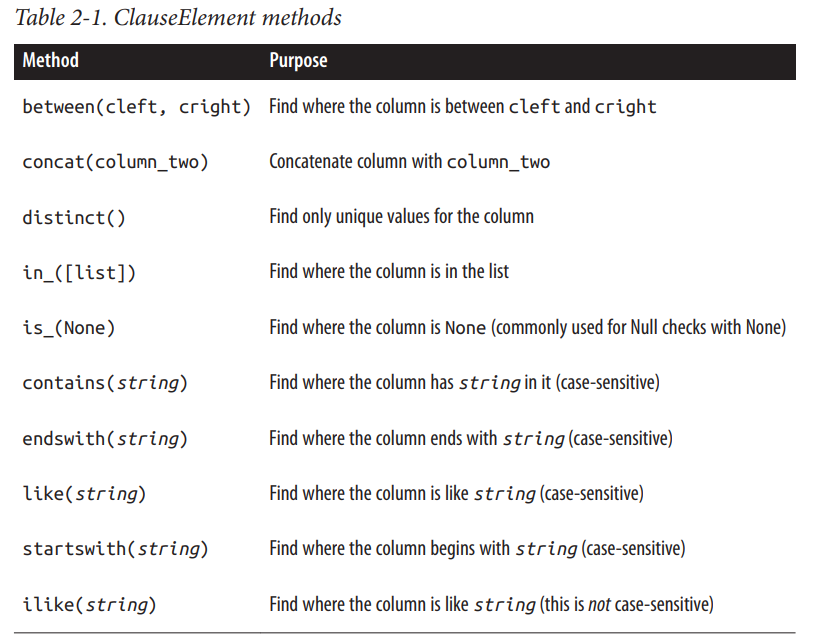 Table 2-1. ClauseElement methods
Method Purpose
between(cleft, cright) Find where the column is between cleft and cright
concat(column_two) Concatenate column with column_two
distinct() Find only unique values for the column
in_([list]) Find where the column is in the list
is_(None) Find where the column is None (commonly used for Null checks with None)
contains(string) Find where the column has string in it (case-sensitive)
endswith(string) Find where the column ends with string (case-sensitive)
like(string) Find where the column is like string (case-sensitive)
startswith(string) Find where the column begins with string (case-sensitive)
ilike(string) Find where the column is like string (this is not case-sensitive)